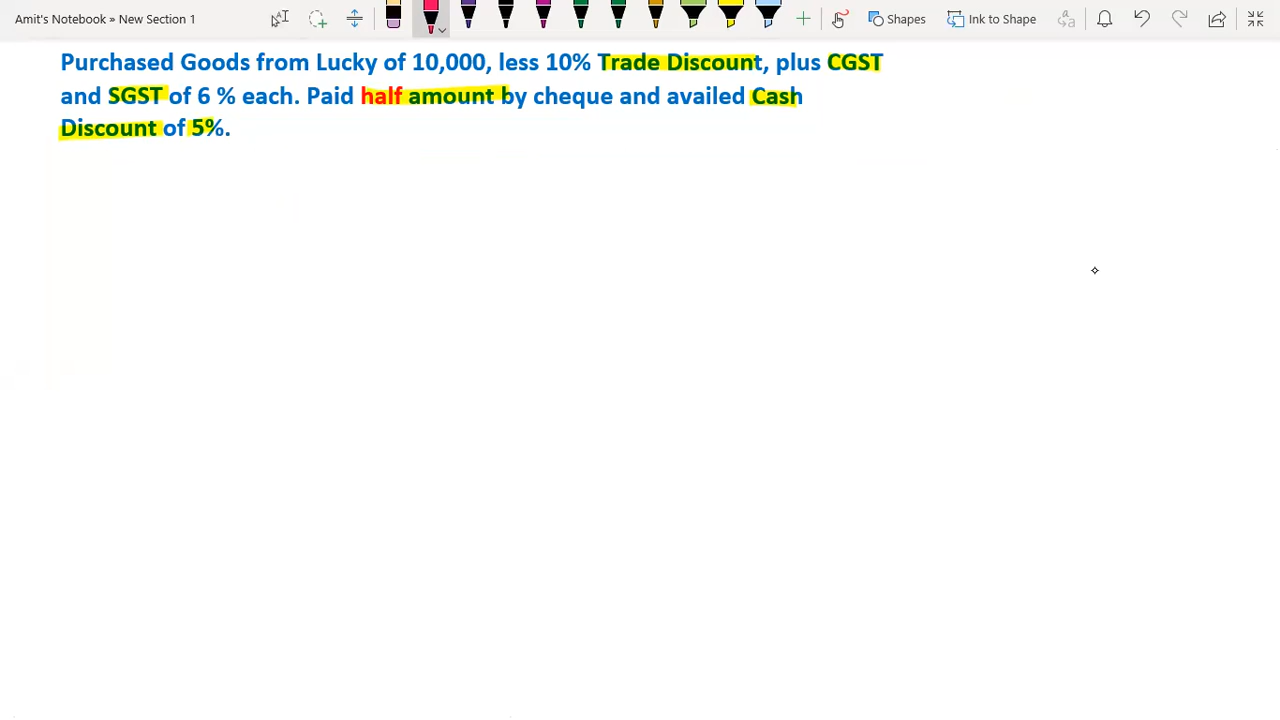 Amit's Notebook » New Section 1
Shapes
Ink to Shape
Purchased Goods from Lucky of 10,000, less 10% Trade Discount, plus CGST
and SGST of 6 % each. Paid half amount by cheque and availed Cash
Discount of 5%.